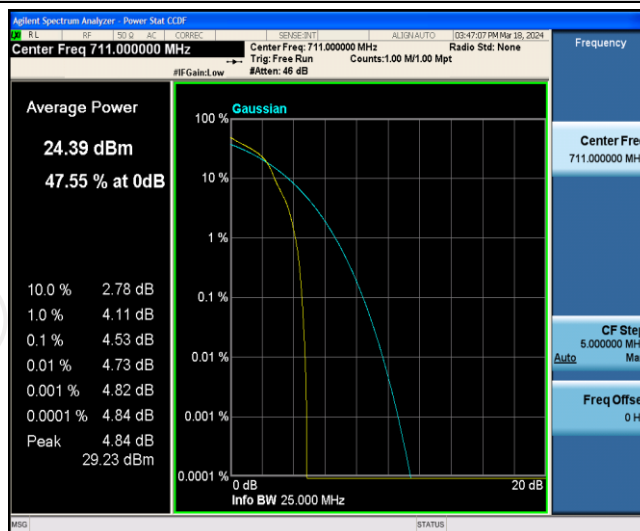 Agilent Spectrum Analyzer - Power Stat CCDF
RL RF 50 Ω AC CORREC SENSE:INT ALIGNAUTO 03:47:07 PM Mar 18, 2024
Center Freq 711.000000 MHz
Center Freq: 711.000000 MHz Radio Std: None
Trig: Free Run Counts:1.00 M/1.00 Mpt
#IFGain:Low #Atten: 46 dB
Frequency
Average Power
24.39 dBm
47.55 % at 0dB
10.0 % 2.78 dB
1.0 % 4.11 dB
0.1 % 4.53 dB
0.01 % 4.73 dB
0.001 % 4.82 dB
0.0001 % 4.84 dB
Peak 4.84 dB
29.23 dBm
Gaussian
100 %
10 %
1 %
0.1 %
0.01 %
0.001 %
0.0001 %
0 dB 20 dB
Info BW 25.000 MHz
Center Fre
711.000000 MH
CF Step
5.000000 MH
Auto Ma
Freq Offse
0 H
MSG STATUS